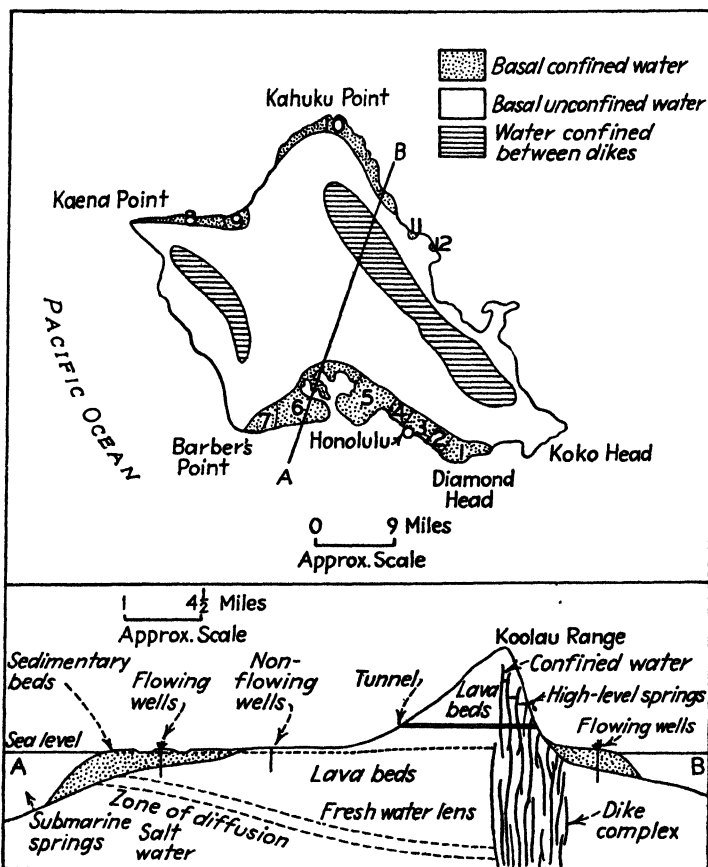 Basal confined water
Basal unconfined water
Water confined
between dikes
Kahuku Point
10
B
Kaena Point
8
9
11
12
PACIFIC OCEAN
7
6
5
4
3
2
1
Barber's
Point
Honolulu
A
Diamond
Head
Koko Head
0 9 Miles
Approx. Scale
1 4½ Miles
Approx. Scale
Koolau Range
Sedimentary
beds
Flowing
wells
Non-
flowing
wells
Tunnel
Lava
beds
Confined water
High-level springs
Flowing wells
Sea level
A
B
Lava beds
Zone of diffusion
Fresh water lens
Submarine
springs
Salt
water
Dike
complex